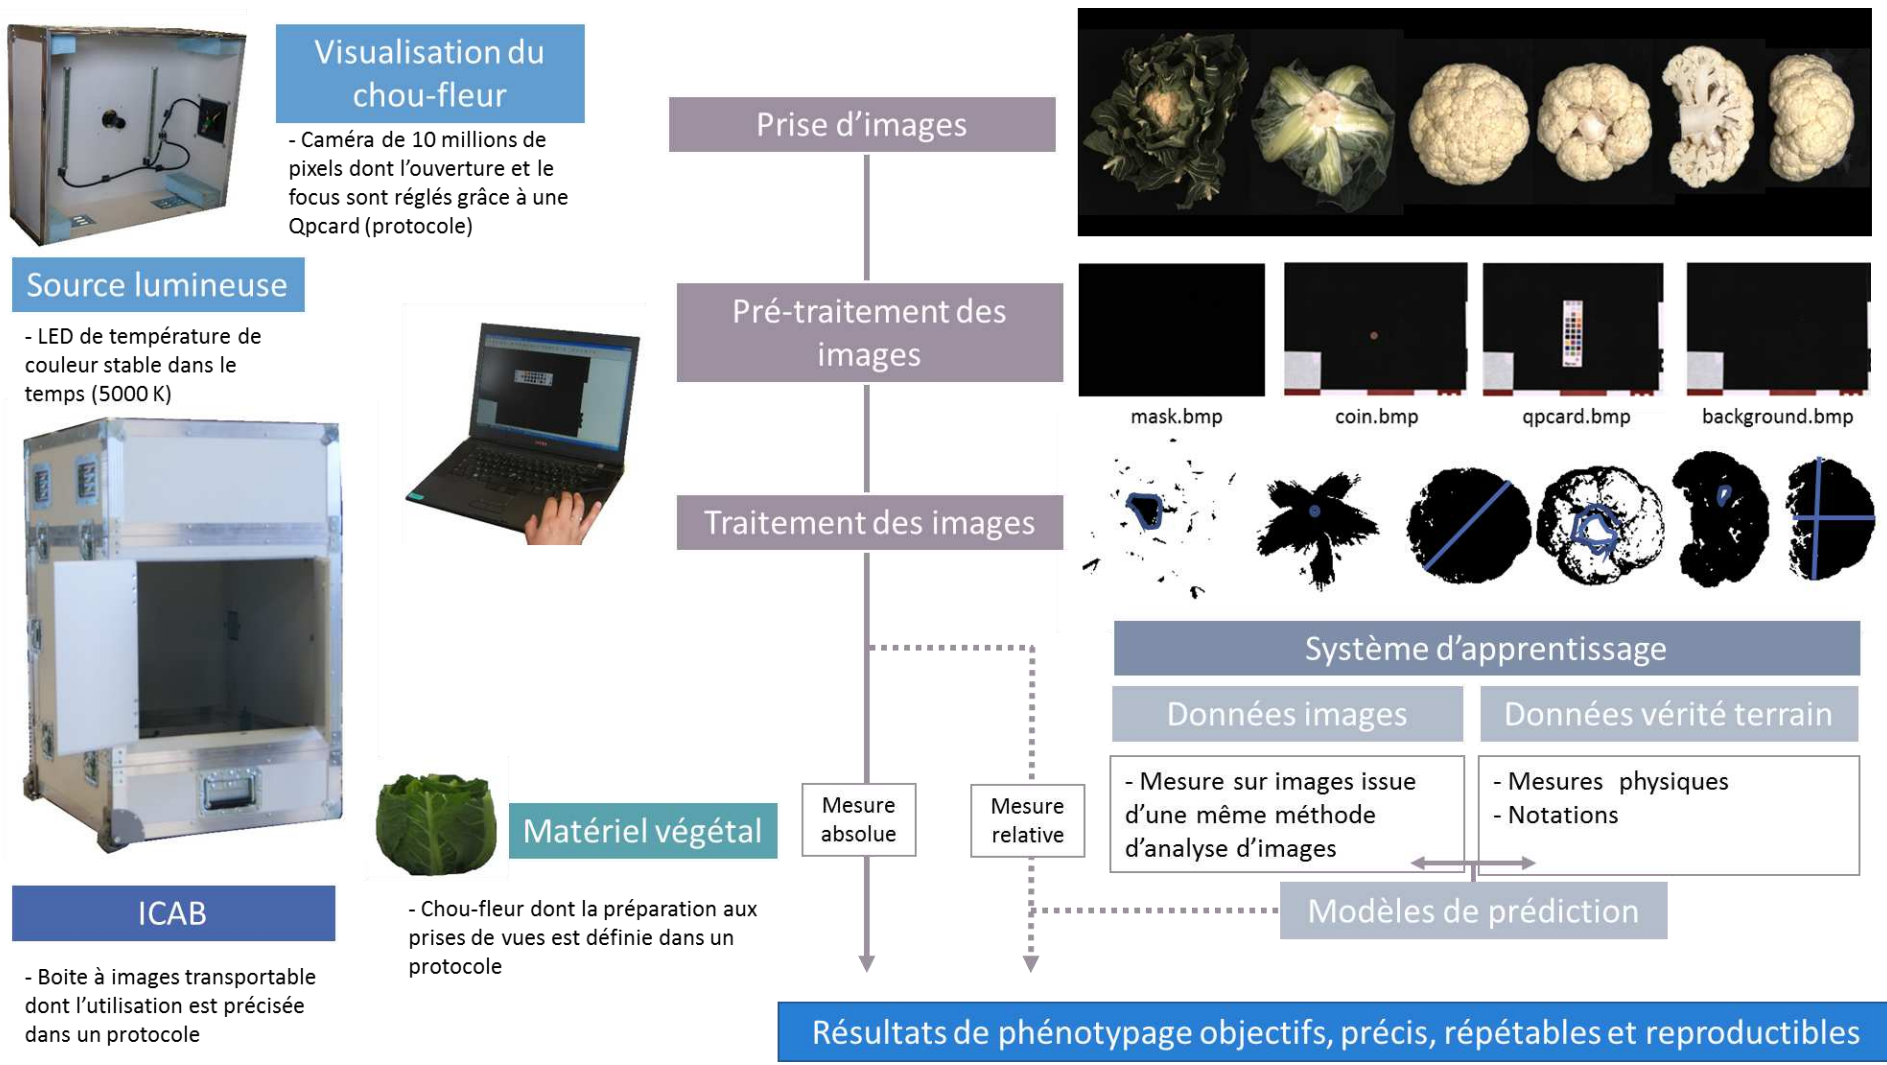 Visualisation du
chou-fleur
- Caméra de 10 millions de
pixels dont l’ouverture et le
focus sont réglés grâce à une
Qpcard (protocole)
Source lumineuse
- LED de température de
couleur stable dans le
temps (5000 K)
ICAB
- Boite à images transportable
dont l’utilisation est précisée
dans un protocole
Matériel végétal
- Chou-fleur dont la préparation aux
prises de vues est définie dans un
protocole
Prise d’images
Pré-traitement des
images
mask.bmp
coin.bmp
qpcard.bmp
background.bmp
Traitement des images
Mesure
absolue
Mesure
relative
Système d’apprentissage
Données images
- Mesure sur images issue
d’une même méthode
d’analyse d’images
Données vérité terrain
- Mesures physiques
- Notations
Modèles de prédiction
Résultats de phénotypage objectifs, précis, répétables et reproductibles